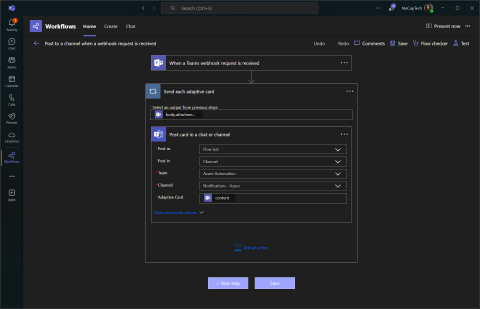 Search (Ctrl+E)
NoCupTech
Activity
Workflows
Home
Create
Chat
Present now
Chat
Post to a channel when a webhook request is received
Undo
Redo
Comments
Save
Flow checker
Test
Teams
When a Teams webhook request is received
Calendar
Send each adaptive card
Calls
Select an output from previous steps
body.attachmen...
OneDrive
Post card in a chat or channel
Workflows
* Post as
Flow bot
* Post in
Channel
* Team
Azure Automation
Apps
* Channel
Notifications - Azure
* Adaptive Card
content
Show advanced options
Add an action
+ New step
Save